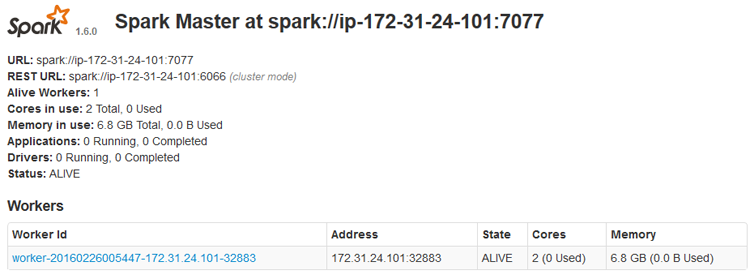 Spark 1.6.0 Spark Master at spark://ip-172-31-24-101:7077
URL: spark://ip-172-31-24-101:7077
REST URL: spark://ip-172-31-24-101:6066 (cluster mode)
Alive Workers: 1
Cores in use: 2 Total, 0 Used
Memory in use: 6.8 GB Total, 0.0 B Used
Applications: 0 Running, 0 Completed
Drivers: 0 Running, 0 Completed
Status: ALIVE
Workers
Worker Id Address State Cores Memory
worker-20160226005447-172.31.24.101-32883 172.31.24.101:32883 ALIVE 2 (0 Used) 6.8 GB (0.0 B Used)